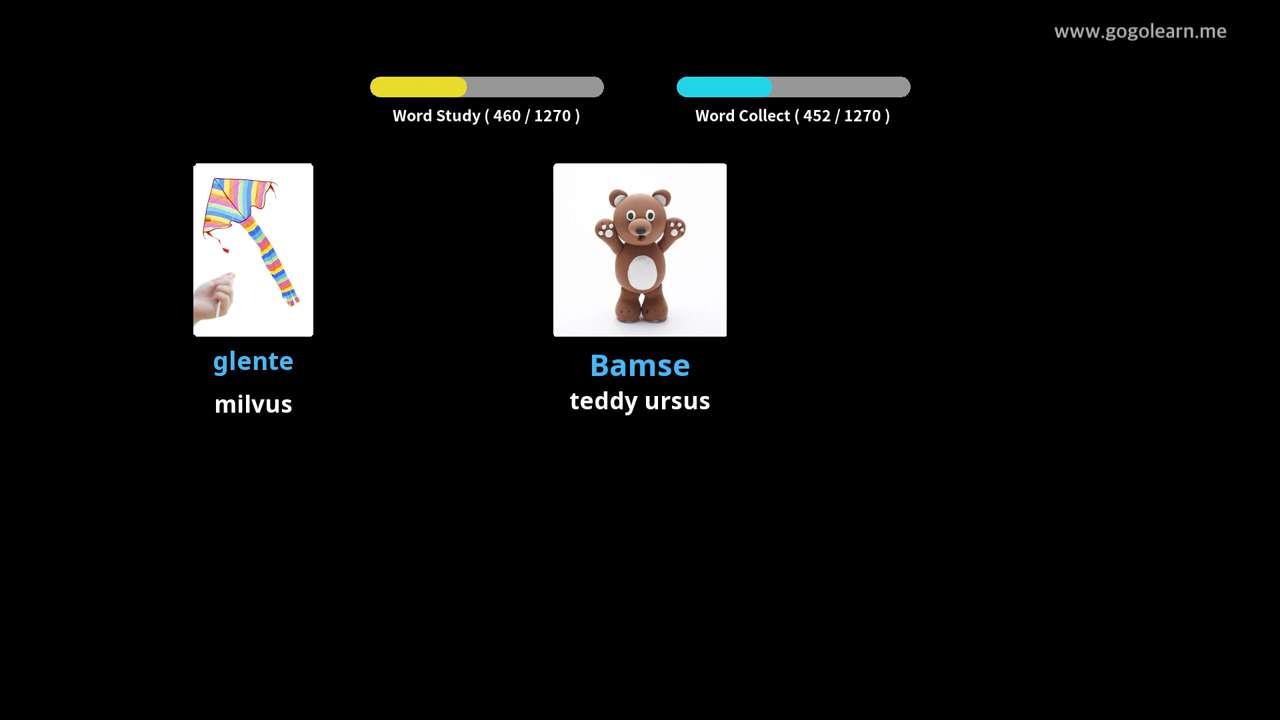 www.gogolearn.me
Word Study ( 460 / 1270 )
Word Collect ( 452 / 1270 )
glente
milvus
Bamse
teddy ursus